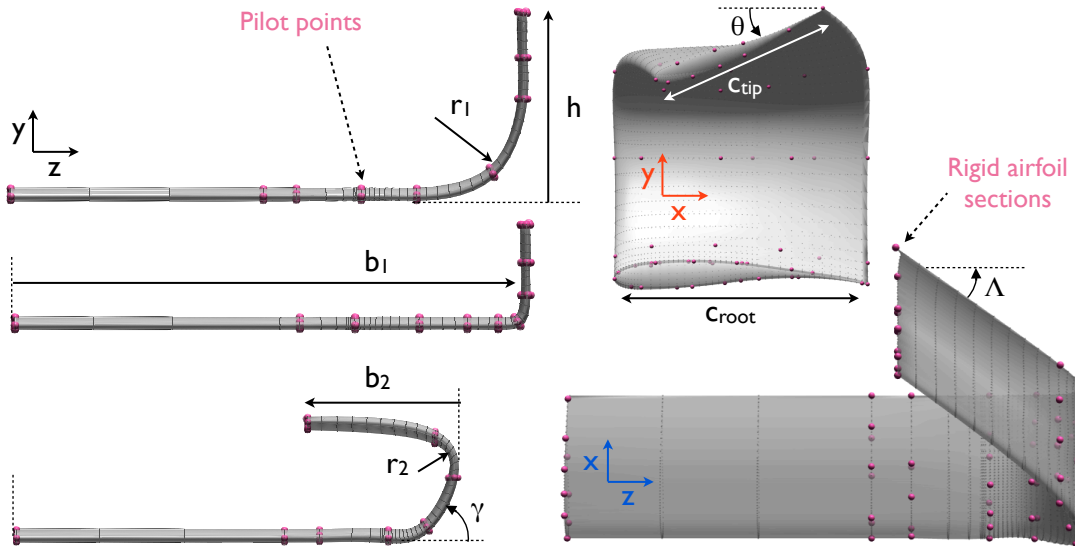 Pilot points
y
z
r1
h
b1
b2
r2
γ
θ
ctip
y
x
croot
Rigid airfoil
sections
Λ
x
z